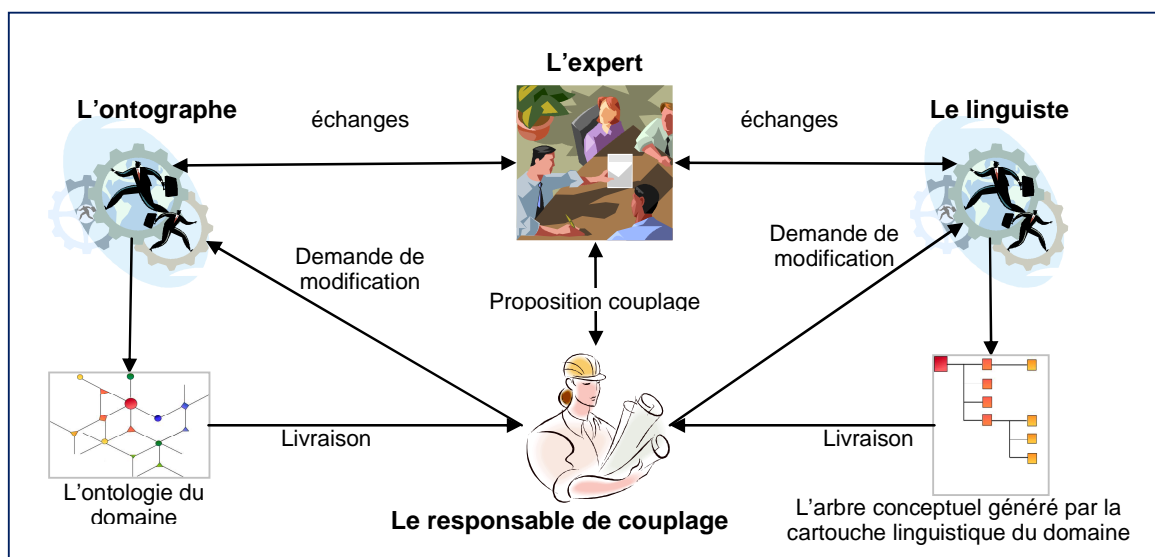 L'expert
L'ontographe
Le linguiste
échanges
échanges
Demande de
modification
Demande de
modification
Proposition couplage
Livraison
Livraison
L'ontologie du
domaine
Le responsable de couplage
L'arbre conceptuel généré par la
cartouche linguistique du domaine